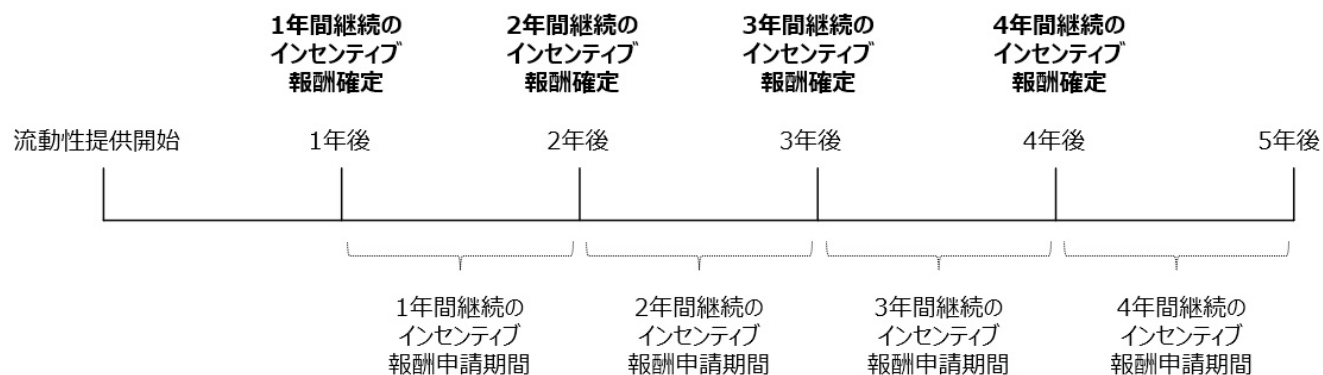 1年間継続の
インセンティブ
報酬確定
2年間継続の
インセンティブ
報酬確定
3年間継続の
インセンティブ
報酬確定
4年間継続の
インセンティブ
報酬確定
流動性提供開始
1年後
2年後
3年後
4年後
5年後
1年間継続の
インセンティブ
報酬申請期間
2年間継続の
インセンティブ
報酬申請期間
3年間継続の
インセンティブ
報酬申請期間
4年間継続の
インセンティブ
報酬申請期間